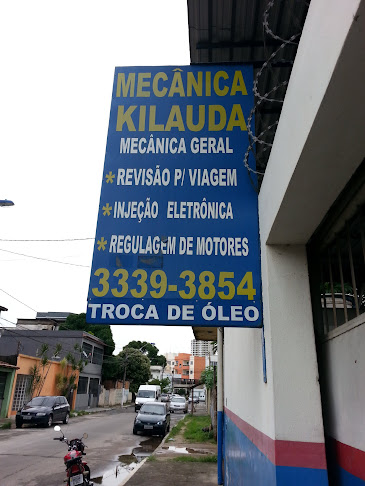 MECÂNICA
KILAUDA
MECÂNICA GERAL
* REVISÃO P/ VIAGEM
* INJEÇÃO ELETRÔNICA
* REGULAGEM DE MOTORES
3339-3854
TROCA DE ÓLEO